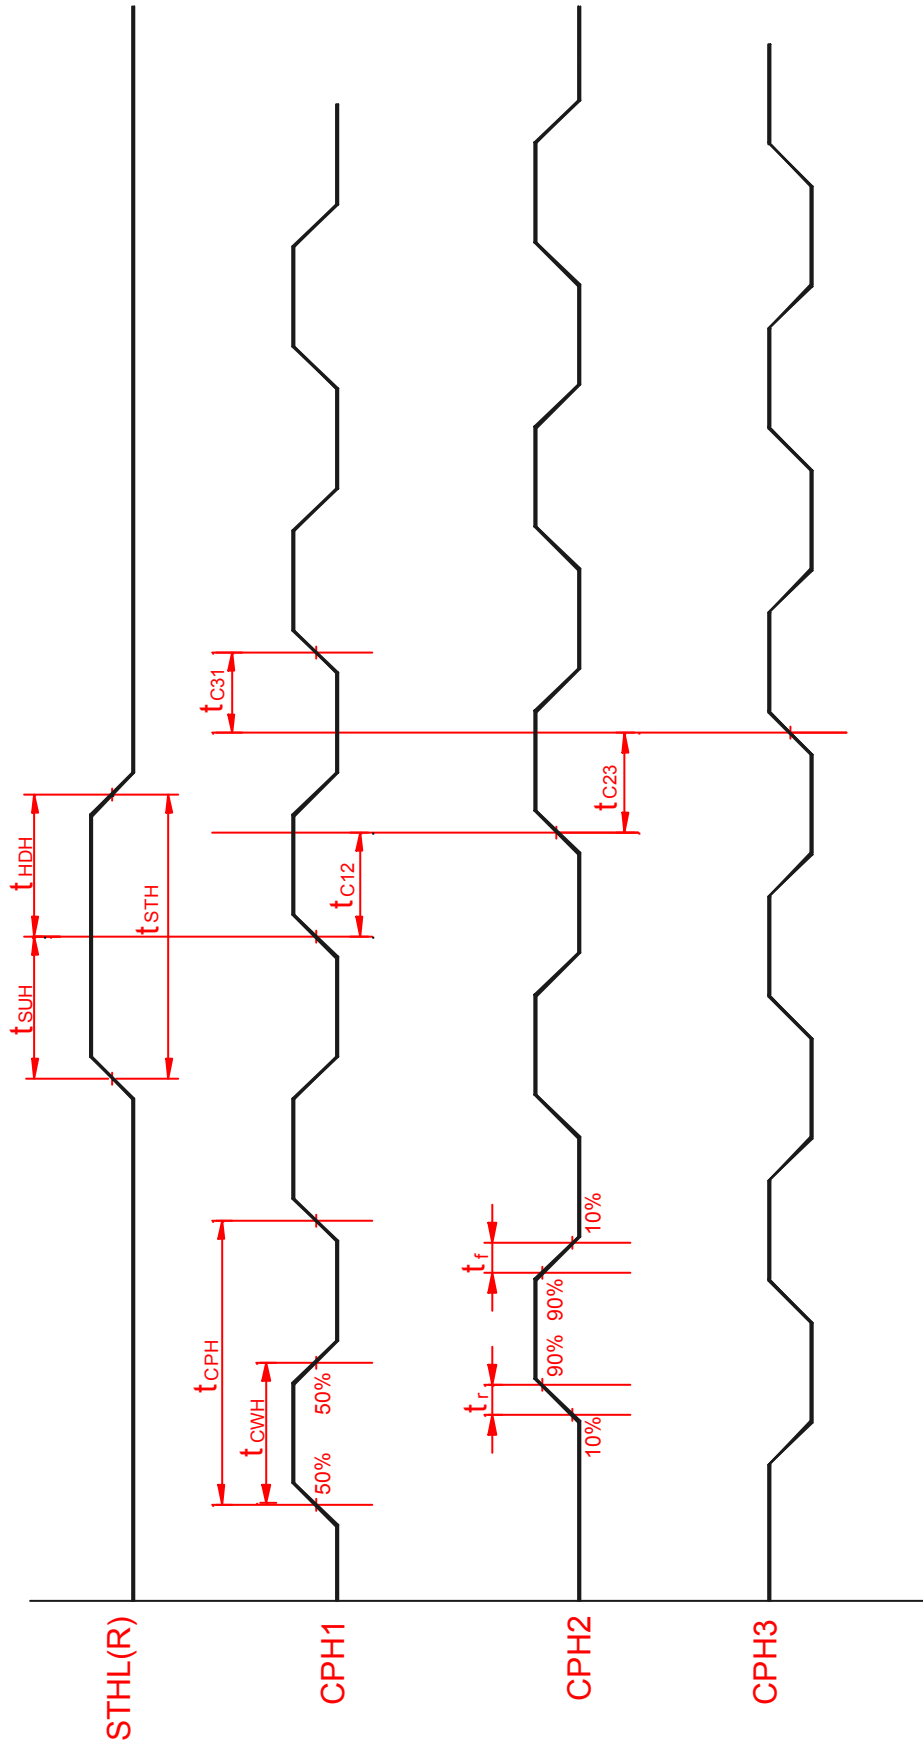 STHL(R)
tSUH
tHDH
tSTH
CPH1
tCPH
tCWH
50%
50%
tC12
tC31
CPH2
tr
tf
10%
90%
90%
10%
tC23
CPH3